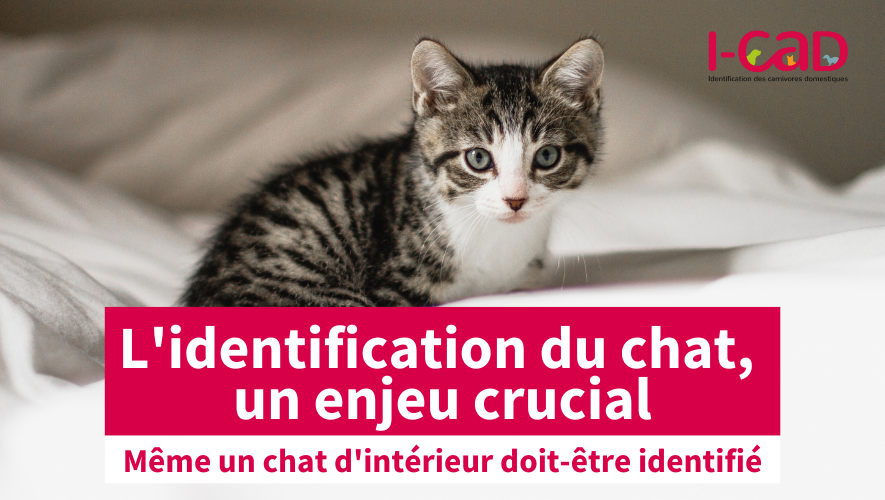 I-CAD
Identification des carnivores domestiques
L'identification du chat,
un enjeu crucial
Même un chat d'intérieur doit-être identifié